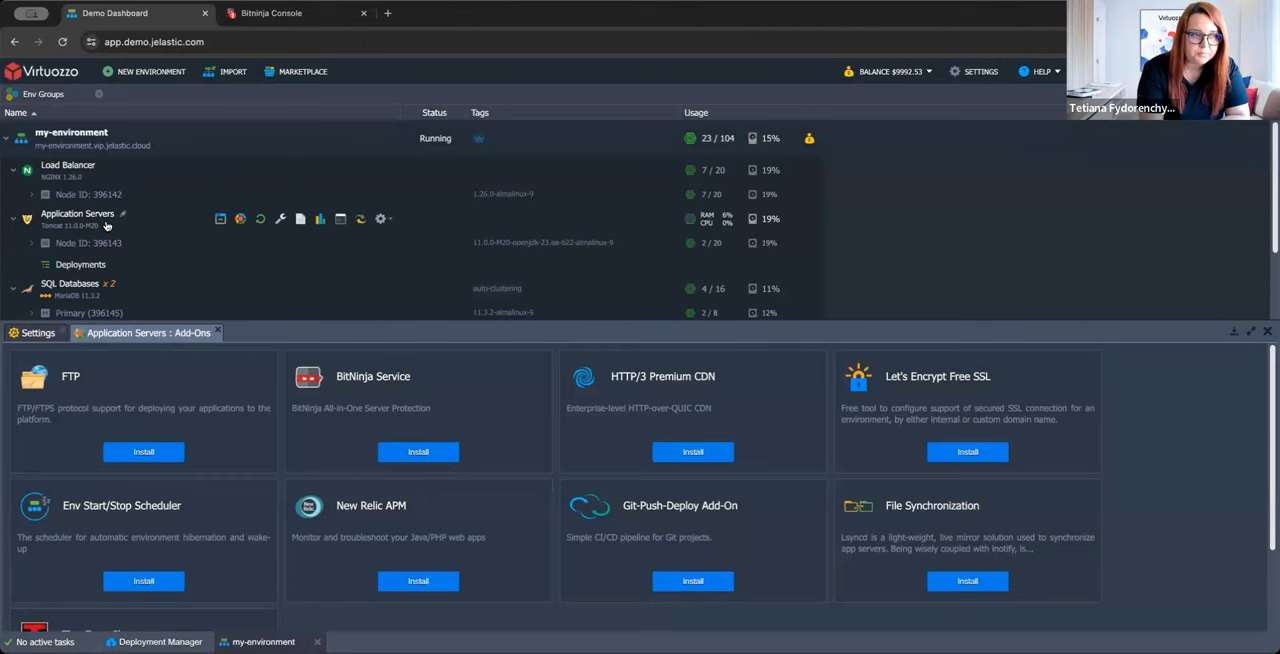 Demo Dashboard
Bitninja Console
app.demo.jelastic.com
Virtuozzo
NEW ENVIRONMENT
IMPORT
MARKETPLACE
BALANCE $9992.53
SETTINGS
HELP
Virtuozzo
Tetiana Fydorenchy...
Env Groups
Name
Status
Tags
Usage
my-environment
my-environment.vip.jelastic.cloud
Running
23 / 104
15%
Load Balancer
NGINX 1.26.0
7 / 20
19%
Node ID: 396142
1.26.0-almalinux-9
7 / 20
19%
Application Servers
Tomcat 11.0.0-M20
RAM 6%
CPU 0%
19%
Node ID: 396143
11.0.0-M20-openjdk-23.ea-b22-almalinux-9
2 / 20
19%
Deployments
SQL Databases x 2
MariaDB 11.3.2
auto-clustering
4 / 16
11%
Primary (396145)
11.3.2-almalinux-9
2 / 8
12%
Settings
Application Servers : Add-Ons
FTP
FTP/FTPS protocol support for deploying your applications to the
platform.
Install
BitNinja Service
BitNinja All-in-One Server Protection
Install
HTTP/3 Premium CDN
Enterprise-level HTTP-over-QUIC CDN
Install
Let's Encrypt Free SSL
Free tool to configure support of secured SSL connection for an
environment, by either internal or custom domain name.
Install
Env Start/Stop Scheduler
The scheduler for automatic environment hibernation and wake-
up
Install
New Relic APM
Monitor and troubleshoot your Java/PHP web apps
Install
Git-Push-Deploy Add-On
Simple CI/CD pipeline for Git projects.
Install
File Synchronization
Lsyncd is a light-weight, live mirror solution used to synchronize
app servers. Being wisely coupled with inotify, is...
Install
No active tasks
Deployment Manager
my-environment